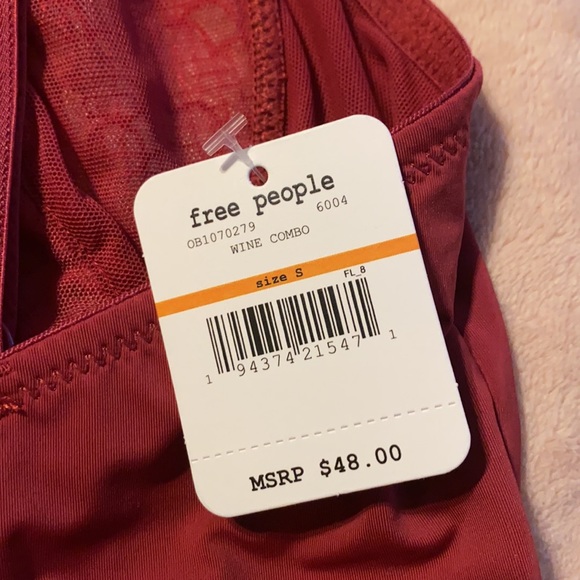 free people
OB1070279 6004
WINE COMBO
size S FL_8
1 94374 21547 1
MSRP $48.00